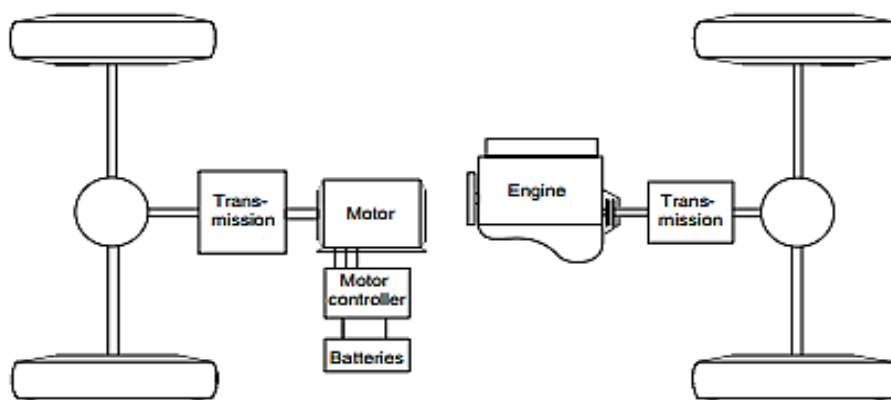 Trans-
mission
Motor
Motor
controller
Batteries
Engine
Trans-
mission